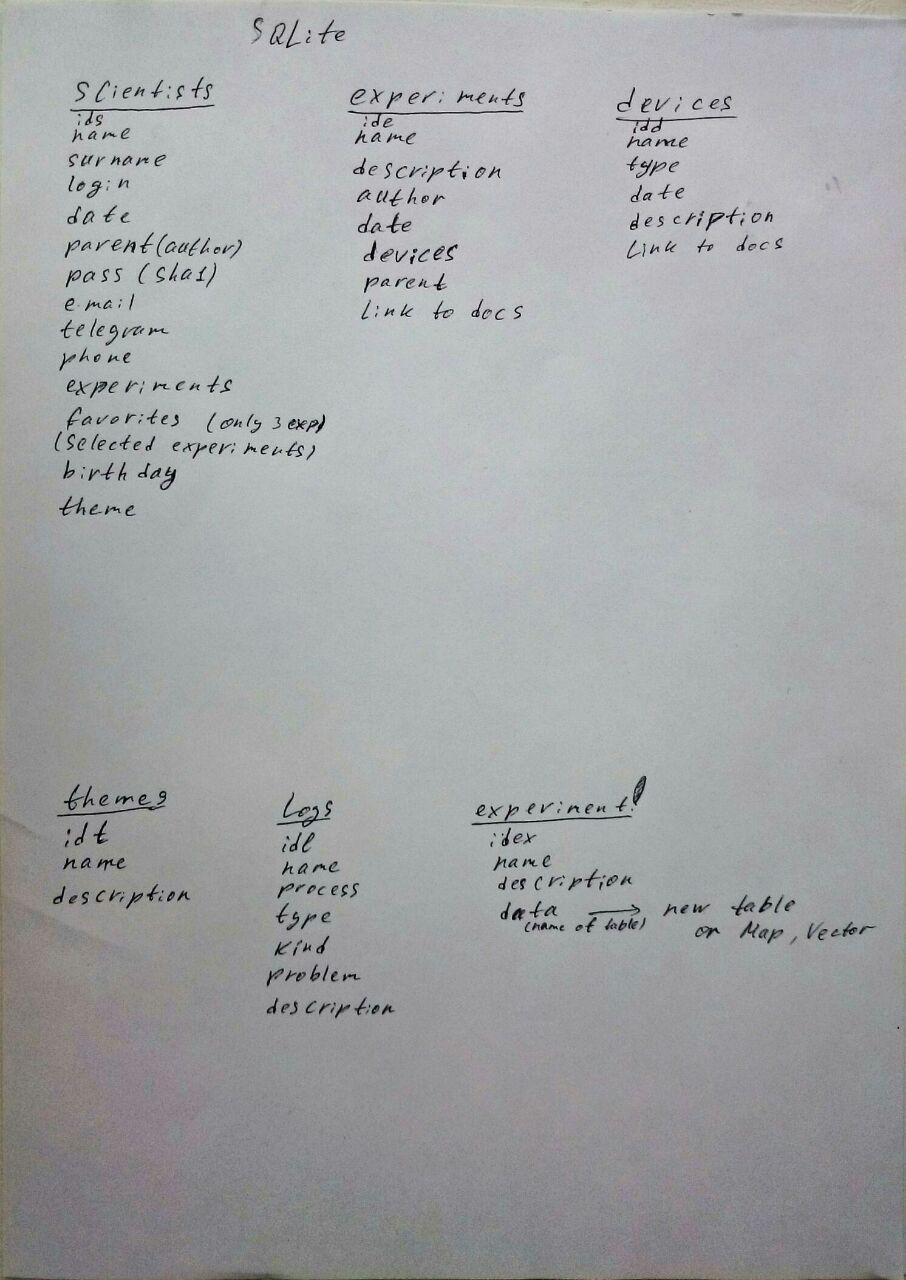 SQLite
scientists
ids
name
surname
login
date
parent(author)
pass (sha1)
e.mail
telegram
phone
experiments
favorites (only 3 exp)
(selected experiments)
birth day
theme
experiments
ide
name
description
author
date
devices
parent
link to docs
devices
idd
name
type
date
description
link to docs
themes
idt
name
description
Logs
idl
name
process
type
kind
problem
description
experiment!
idex
name
description
data → new table
(name of table) or Map, Vector